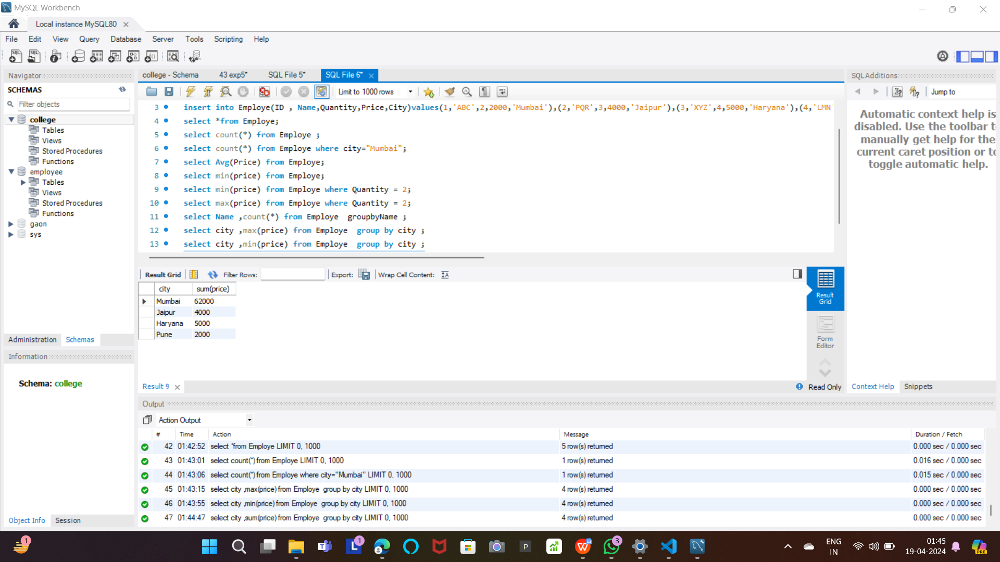 MySQL Workbench
Local instance MySQL80
File Edit View Query Database Server Tools Scripting Help
Navigator
SCHEMAS
Filter objects
college
Tables
Views
Stored Procedures
Functions
employee
Tables
Views
Stored Procedures
Functions
gaon
sys
Administration Schemas
Information
Schema: college
Object Info Session
college - Schema 43 exp5* SQL File 5* SQL File 6*
Limit to 1000 rows
3 insert into Employe(ID , Name,Quantity,Price,City)values(1,'ABC',2,2000,'Mumbai'),(2,'PQR',3,4000,'Jaipur'),(3,'XYZ',4,5000,'Haryana'),(4,'LMN
4 select *from Employe;
5 select count(*) from Employe ;
6 select count(*) from Employe where city="Mumbai";
7 select Avg(Price) from Employe;
8 select min(price) from Employe;
9 select min(price) from Employe where Quantity = 2;
10 select max(price) from Employe where Quantity = 2;
11 select Name ,count(*) from Employe  groupbyName ;
12 select city ,max(price) from Employe  group by city ;
13 select city ,min(price) from Employe  group by city ;
Result Grid Filter Rows: Export: Wrap Cell Content:
city sum(price)
Mumbai 62000
Jaipur 4000
Haryana 5000
Pune 2000
Result Grid
Form Editor
Result 9
Read Only
SQLAdditions
Jump to
Automatic context help is
disabled. Use the toolbar t
manually get help for the
current caret position or to
toggle automatic help.
Context Help Snippets
Output
Action Output
# Time Action Message Duration / Fetch
42 01:42:52 select *from Employe LIMIT 0, 1000 5 row(s) returned 0.000 sec / 0.000 sec
43 01:43:01 select count(*) from Employe LIMIT 0, 1000 1 row(s) returned 0.016 sec / 0.000 sec
44 01:43:06 select count(*) from Employe where city="Mumbai" LIMIT 0, 1000 1 row(s) returned 0.015 sec / 0.000 sec
45 01:43:15 select city ,max(price) from Employe  group by city LIMIT 0, 1000 4 row(s) returned 0.000 sec / 0.000 sec
46 01:43:55 select city ,min(price) from Employe  group by city LIMIT 0, 1000 4 row(s) returned 0.000 sec / 0.000 sec
47 01:44:47 select city ,sum(price) from Employe  group by city LIMIT 0, 1000 4 row(s) returned 0.000 sec / 0.000 sec
1
1
3
ENG
IN
01:45
19-04-2024
PRE